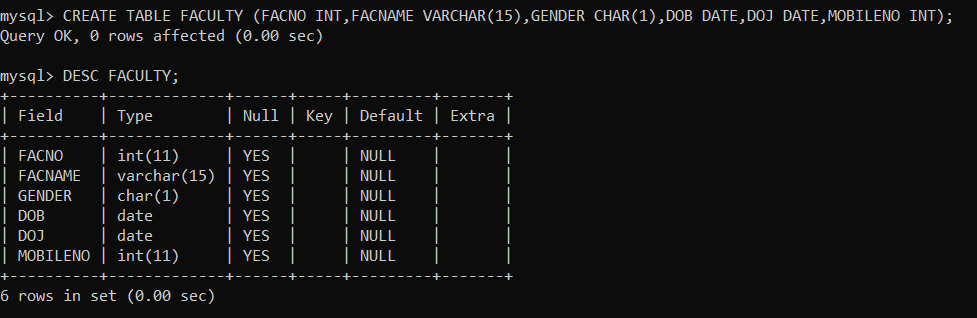 mysql> CREATE TABLE FACULTY (FACNO INT,FACNAME VARCHAR(15),GENDER CHAR(1),DOB DATE,DOJ DATE,MOBILENO INT);
Query OK, 0 rows affected (0.00 sec)

mysql> DESC FACULTY;
+----------+-------------+------+-----+---------+-------+
| Field    | Type        | Null | Key | Default | Extra |
+----------+-------------+------+-----+---------+-------+
| FACNO    | int(11)     | YES  |     | NULL    |       |
| FACNAME  | varchar(15) | YES  |     | NULL    |       |
| GENDER   | char(1)     | YES  |     | NULL    |       |
| DOB      | date        | YES  |     | NULL    |       |
| DOJ      | date        | YES  |     | NULL    |       |
| MOBILENO | int(11)     | YES  |     | NULL    |       |
+----------+-------------+------+-----+---------+-------+
6 rows in set (0.00 sec)